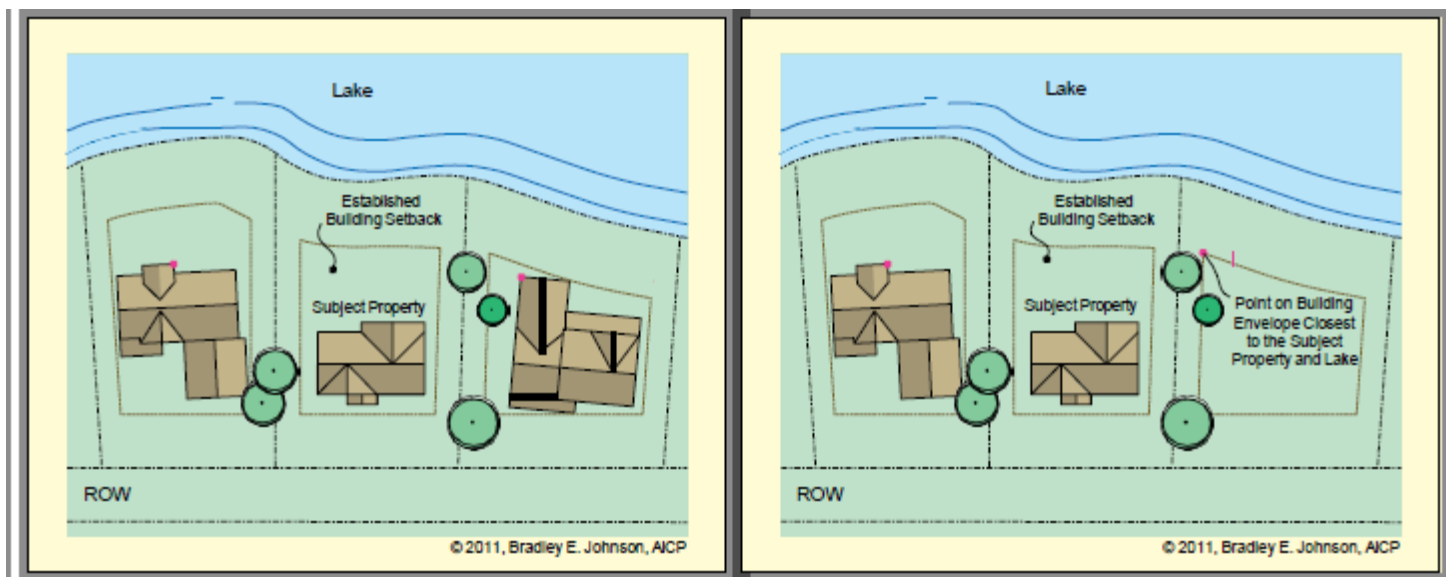 Lake
Established
Building Setback
Subject Property
ROW
© 2011, Bradley E. Johnson, AICP
Lake
Established
Building Setback
Subject Property
Point on Building
Envelope Closest
to the Subject
Property and Lake
ROW
© 2011, Bradley E. Johnson, AICP